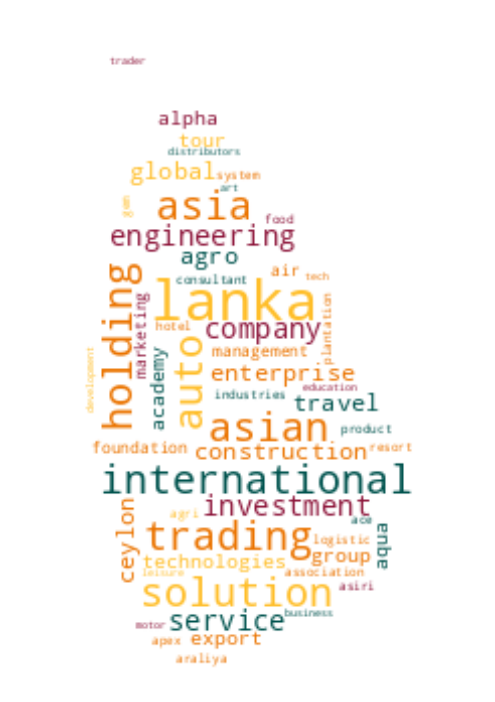 trader
alpha
tour
distributors
global system
art
gem
asia food
engineering
agro
air
consultant tech
holding
lanka
marketing
plantation
hotel company
auto
management
development
academy
enterprise
education
industries travel
asian product
foundation construction resort
international
investment
ceylon
agri ace
trading logistic
aqua
group
technologies
leisure association
solution asiri
business
motor service
apex export
araliya